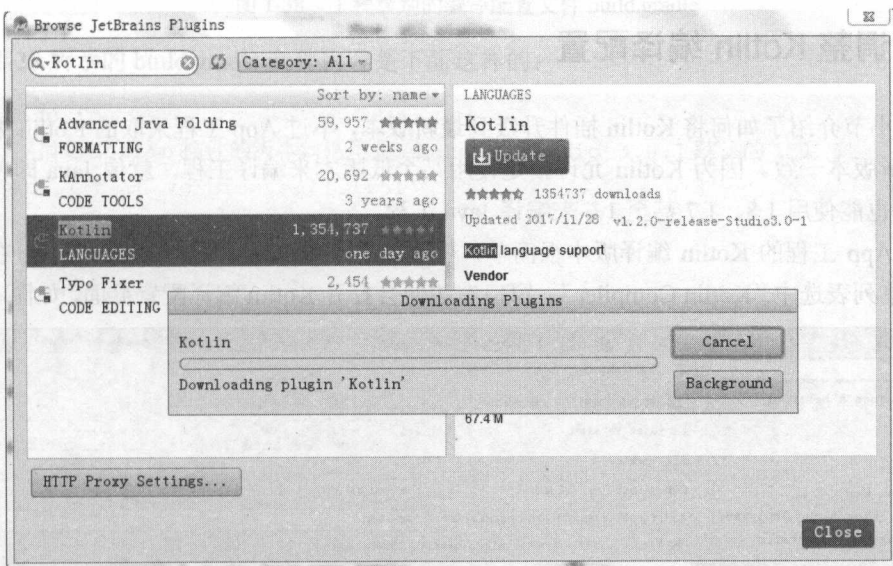 Browse JetBrains Plugins
Kotlin
Category: All
Sort by: name
Advanced Java Folding 59,957
FORMATTING 2 weeks ago
KAnnotator 20,692
CODE TOOLS 3 years ago
Kotlin 1,354,737
LANGUAGES one day ago
Typo Fixer 2,454
CODE EDITING
LANGUAGES
Kotlin
Update
1354737 downloads
Updated 2017/11/28 v1.2.0-release-Studio3.0-1
Kotlin language support
Vendor
Downloading Plugins
Kotlin
Downloading plugin 'Kotlin'
Cancel
Background
67.4 M
HTTP Proxy Settings...
Close